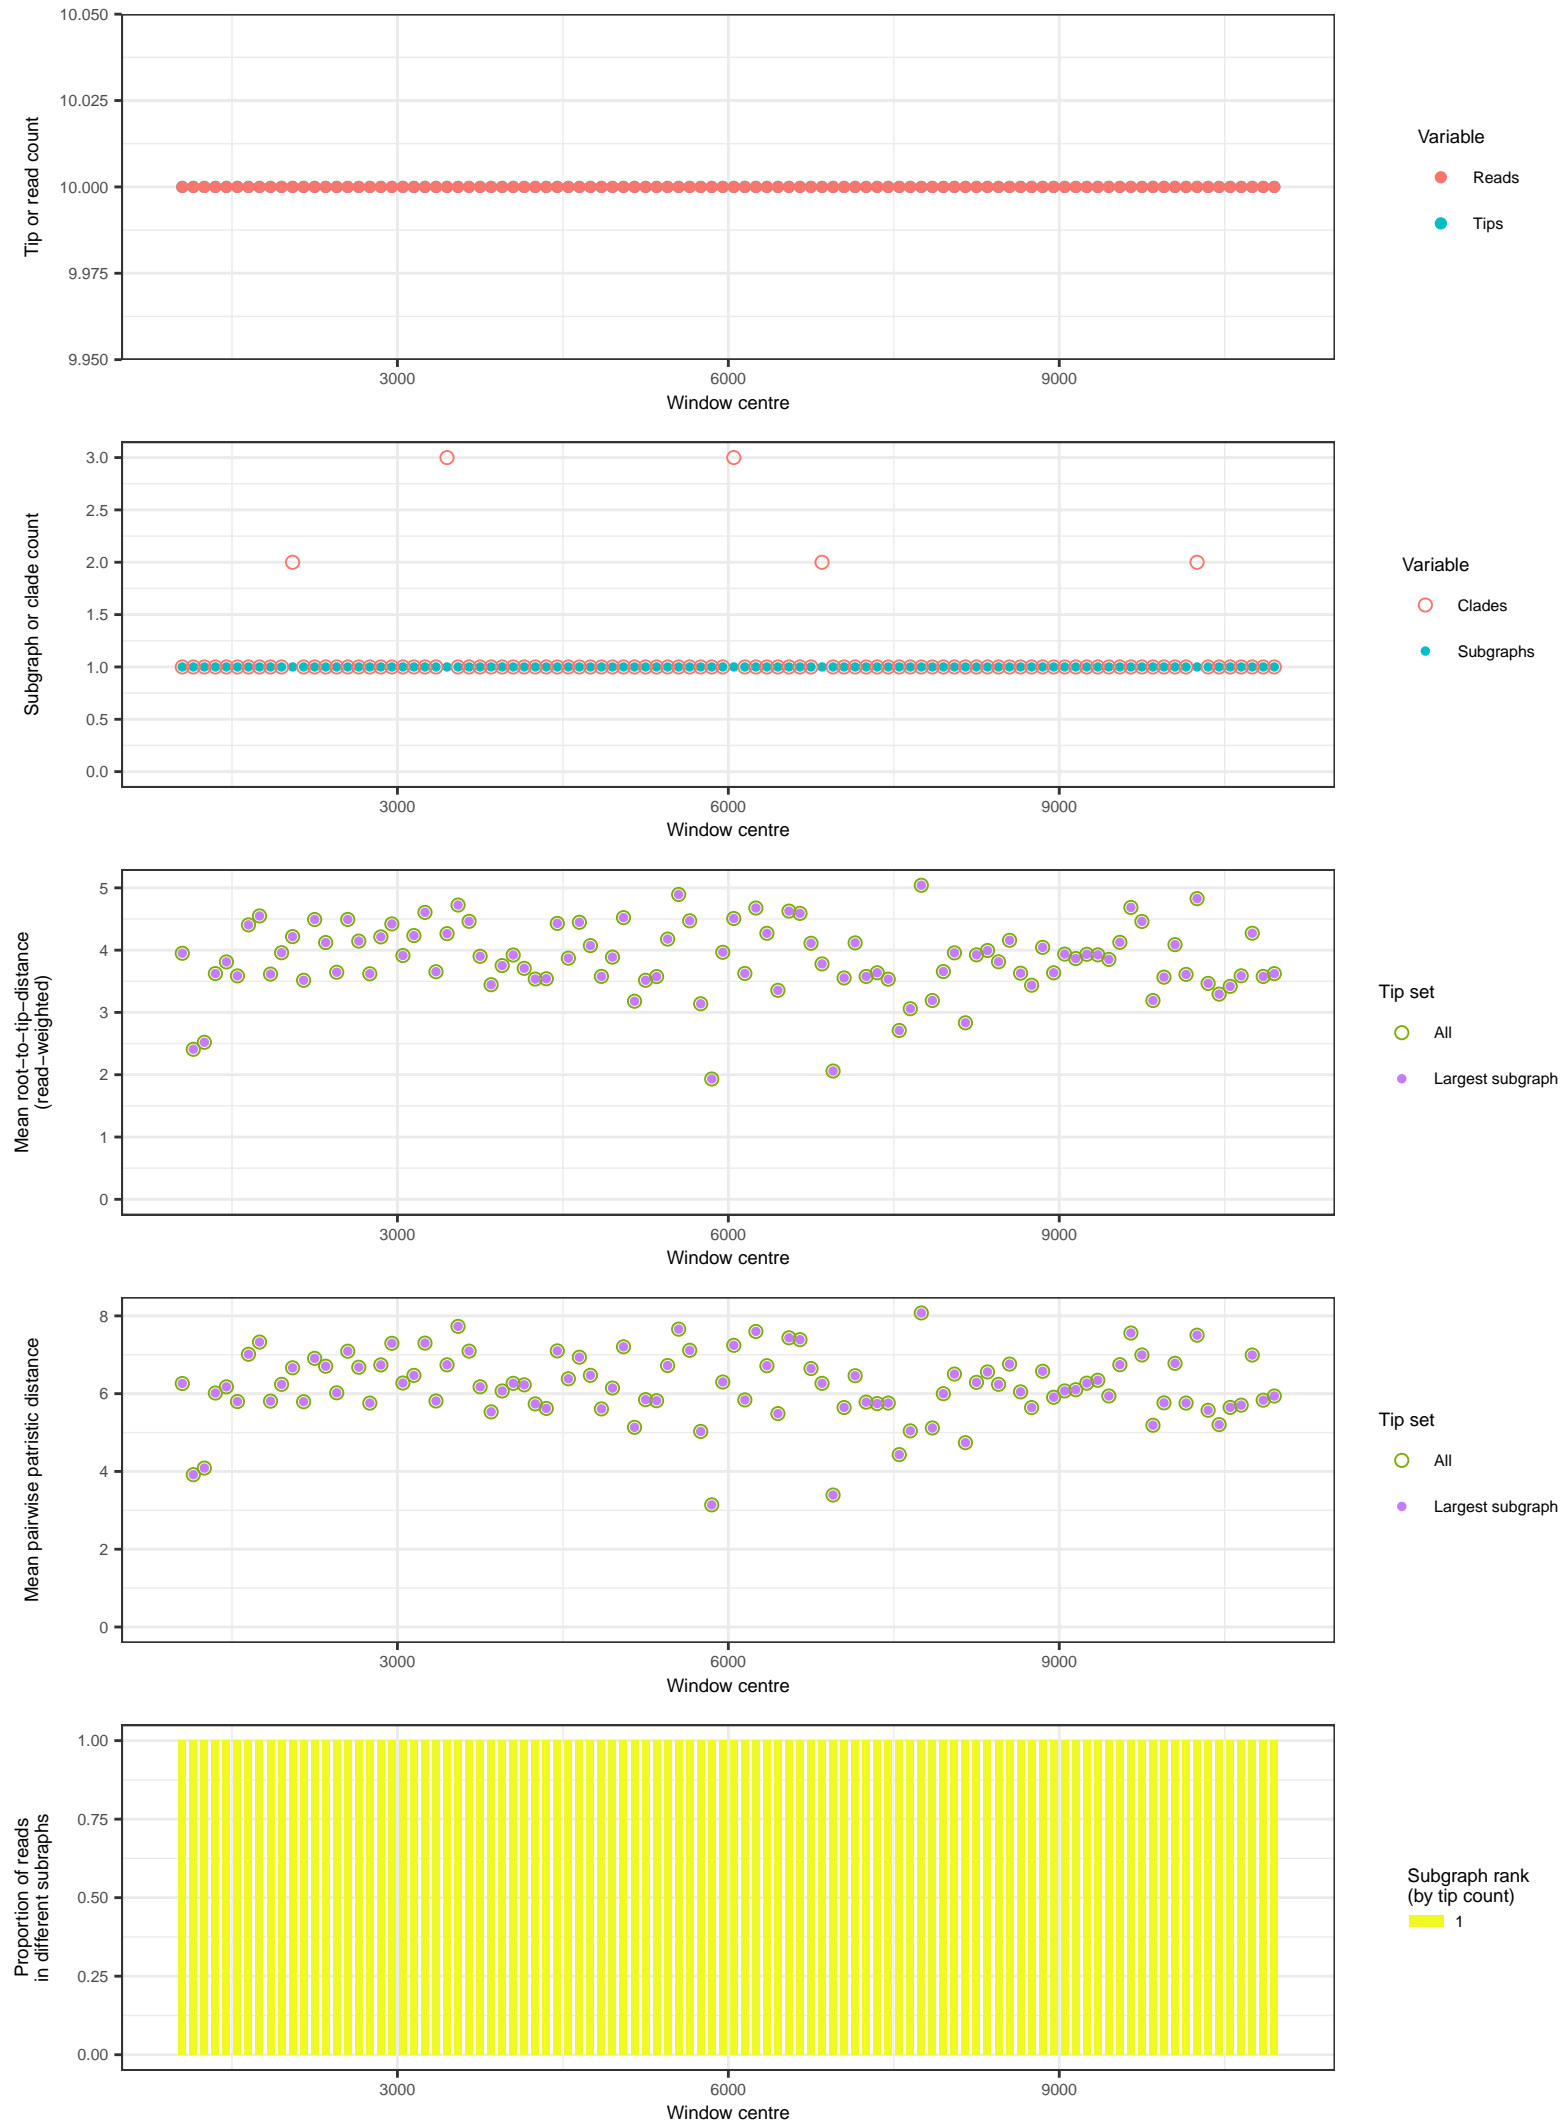 10.050
10.025
10.000
9.975
9.950
Tip or read count
3000 6000 9000
Window centre
Variable
Reads
Tips
3.0
2.5
2.0
1.5
1.0
0.5
0.0
Subgraph or clade count
3000 6000 9000
Window centre
Variable
Clades
Subgraphs
5
4
3
2
1
0
Mean root−to−tip−distance
(read−weighted)
3000 6000 9000
Window centre
Tip set
All
Largest subgraph
8
6
4
2
0
Mean pairwise patristic distance
3000 6000 9000
Window centre
Tip set
All
Largest subgraph
1.00
0.75
0.50
0.25
0.00
Proportion of reads
in different subraphs
3000 6000 9000
Window centre
Subgraph rank
(by tip count)
1